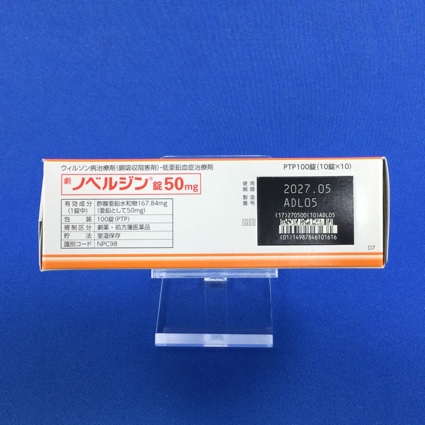 ウィルソン病治療剤(銅吸収阻害剤)・低亜鉛血症治療剤
PTP100錠(10錠×10)
劇 ノベルジン®錠50mg
有効成分(1錠中) 酢酸亜鉛水和物167.84mg(亜鉛として50mg)
包装 100錠(PTP)
規制区分 劇薬・処方箋医薬品
貯法 室温保存
識別コード NPC98
使用期限 2027.05
製造番号 ADL05
(17)270500(10)ADL05
GS1
(01)14987846101616
D7